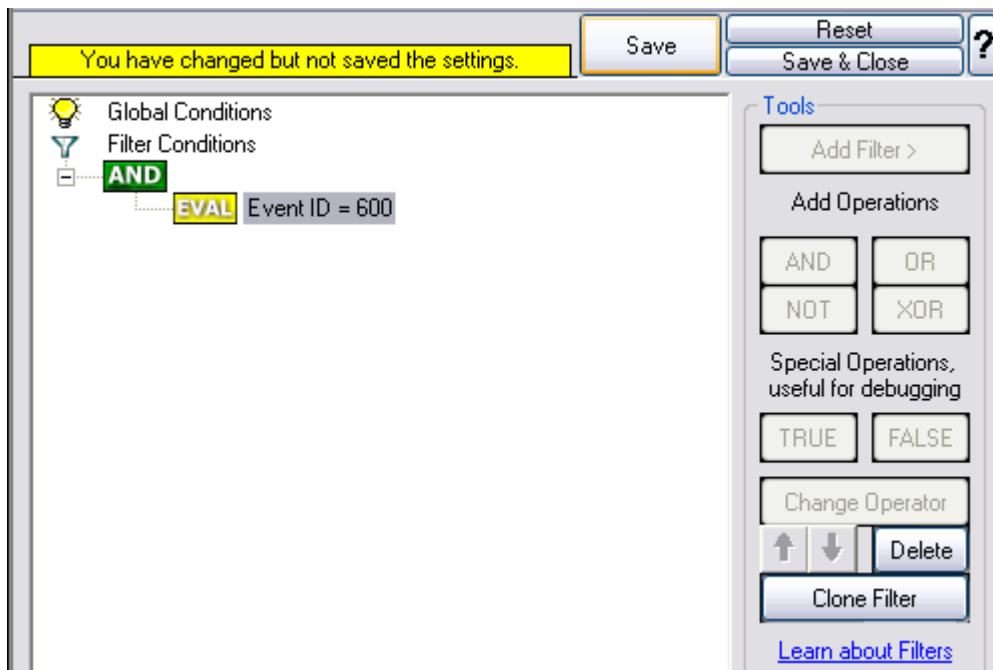 You have changed but not saved the settings.
Save
Reset
Save & Close
?
Global Conditions
Filter Conditions
AND
EVAL Event ID = 600
Tools
Add Filter >
Add Operations
AND OR
NOT XOR
Special Operations,
useful for debugging
TRUE FALSE
Change Operator
Delete
Clone Filter
Learn about Filters